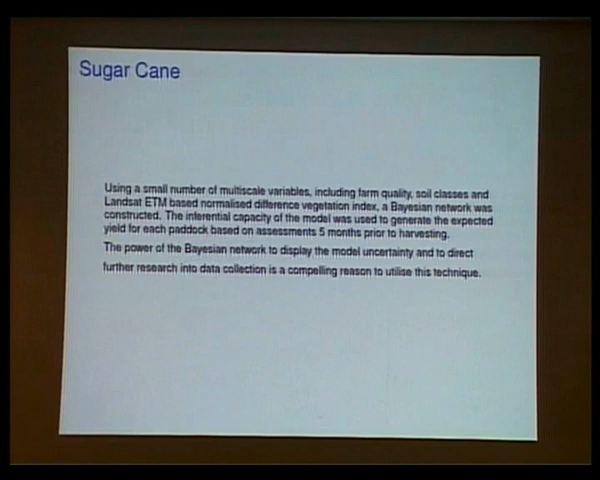 Sugar Cane
Using a small number of multiscale variables, including farm quality, soil classes and
Landsat ETM based normalised difference vegetation index, a Bayesian network was
constructed. The inferential capacity of the model was used to generate the expected
yield for each paddock based on assessments 5 months prior to harvesting.
The power of the Bayesian network to display the model uncertainty and to direct
further research into data collection is a compelling reason to utilise this technique.